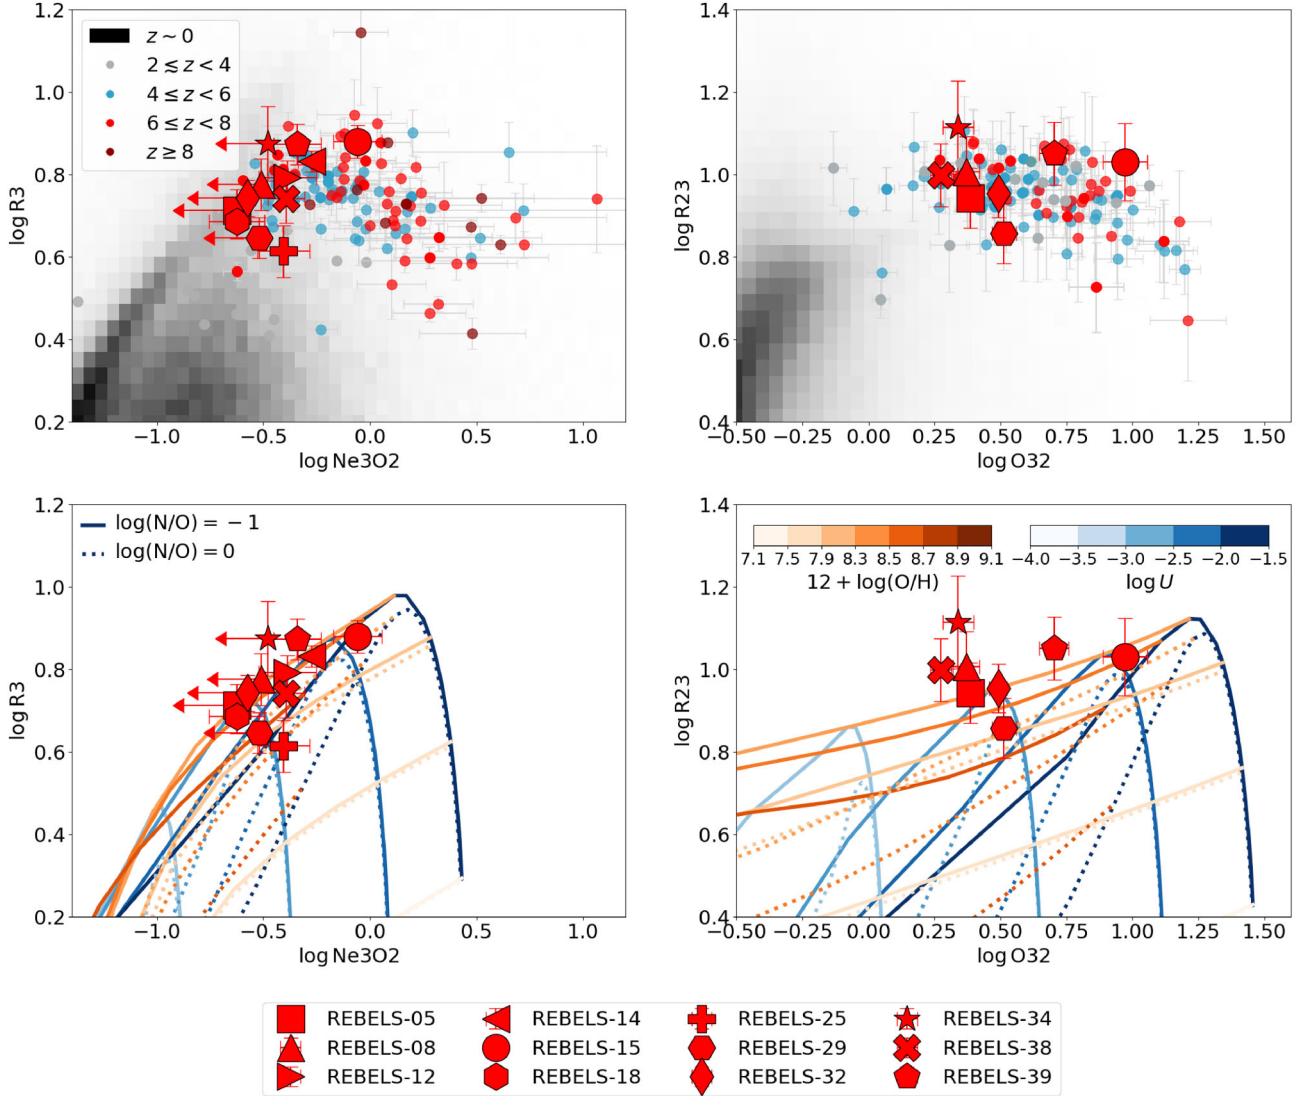 1.2
1.0
0.8
0.6
0.4
0.2
log R3
z ~ 0
2 ≲ z < 4
4 ≤ z < 6
6 ≤ z < 8
z ≥ 8
−1.0 −0.5 0.0 0.5 1.0
log Ne3O2
1.4
1.2
1.0
0.8
0.6
0.4
log R23
−0.50 −0.25 0.00 0.25 0.50 0.75 1.00 1.25 1.50
log O32
1.2
1.0
0.8
0.6
0.4
0.2
log R3
log(N/O) = −1
log(N/O) = 0
−1.0 −0.5 0.0 0.5 1.0
log Ne3O2
1.4
1.2
1.0
0.8
0.6
0.4
log R23
7.1 7.5 7.9 8.3 8.5 8.7 8.9 9.1
12 + log(O/H)
−4.0 −3.5 −3.0 −2.5 −2.0 −1.5
log U
−0.50 −0.25 0.00 0.25 0.50 0.75 1.00 1.25 1.50
log O32
REBELS-05 REBELS-14 REBELS-25 REBELS-34
REBELS-08 REBELS-15 REBELS-29 REBELS-38
REBELS-12 REBELS-18 REBELS-32 REBELS-39